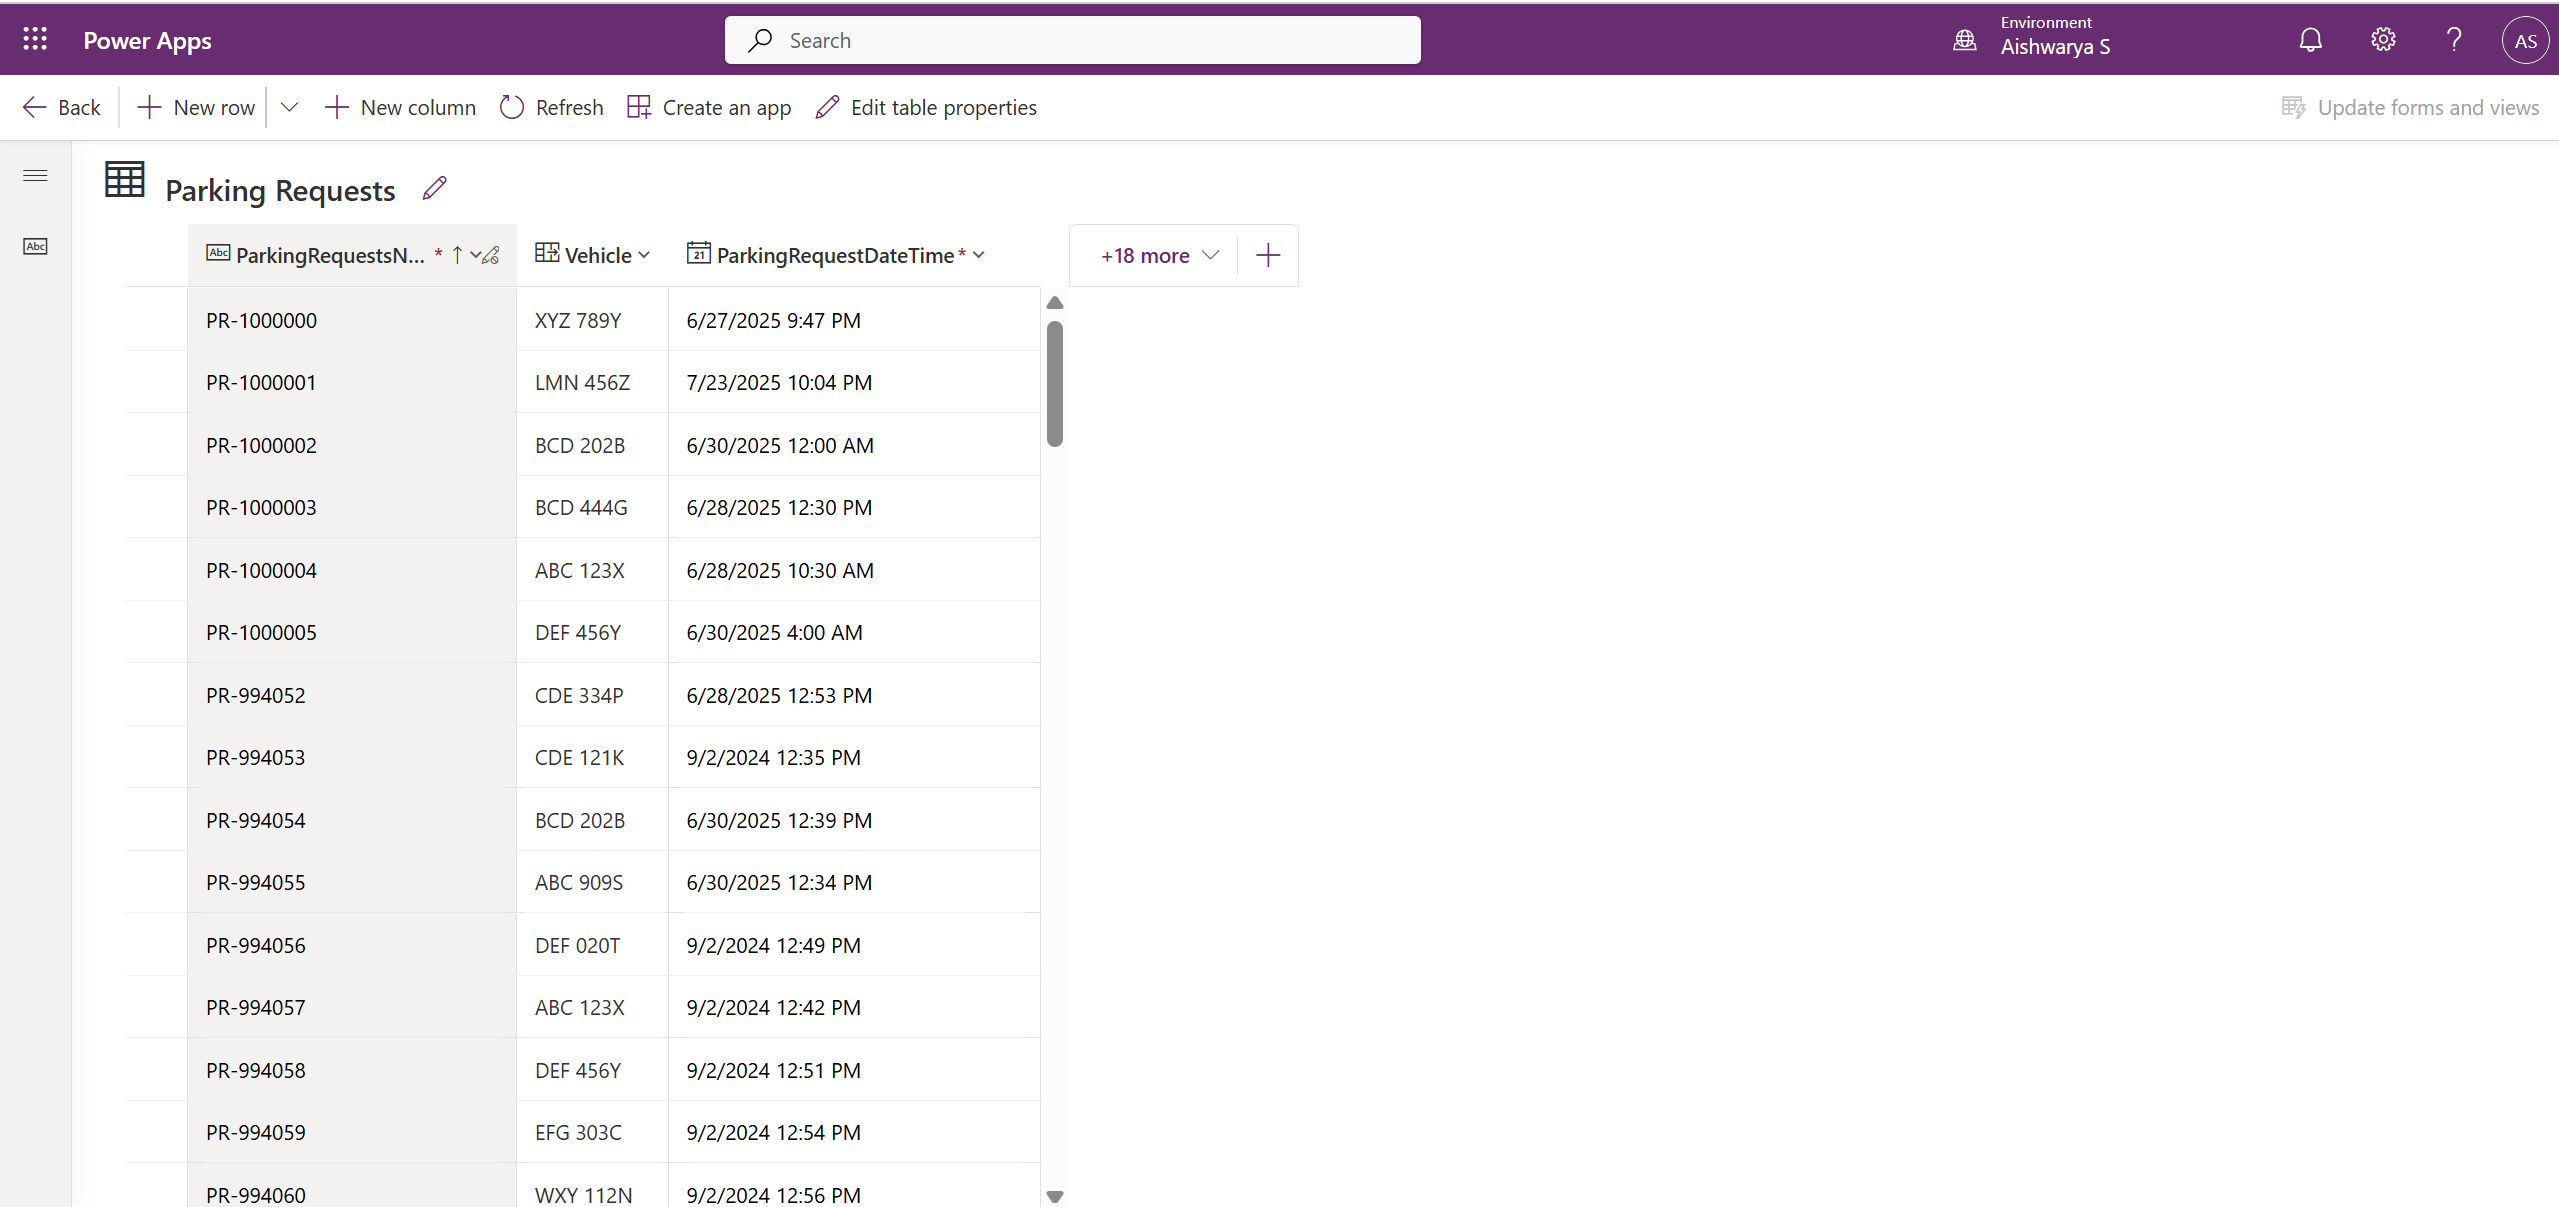 Power Apps
Search
Environment
Aishwarya S
AS
Back
New row
New column
Refresh
Create an app
Edit table properties
Update forms and views
Abc
Parking Requests
Abc ParkingRequestsN... *
Vehicle
21 ParkingRequestDateTime *
+18 more
PR-1000000 XYZ 789Y 6/27/2025 9:47 PM
PR-1000001 LMN 456Z 7/23/2025 10:04 PM
PR-1000002 BCD 202B 6/30/2025 12:00 AM
PR-1000003 BCD 444G 6/28/2025 12:30 PM
PR-1000004 ABC 123X 6/28/2025 10:30 AM
PR-1000005 DEF 456Y 6/30/2025 4:00 AM
PR-994052 CDE 334P 6/28/2025 12:53 PM
PR-994053 CDE 121K 9/2/2024 12:35 PM
PR-994054 BCD 202B 6/30/2025 12:39 PM
PR-994055 ABC 909S 6/30/2025 12:34 PM
PR-994056 DEF 020T 9/2/2024 12:49 PM
PR-994057 ABC 123X 9/2/2024 12:42 PM
PR-994058 DEF 456Y 9/2/2024 12:51 PM
PR-994059 EFG 303C 9/2/2024 12:54 PM
PR-994060 WXY 112N 9/2/2024 12:56 PM